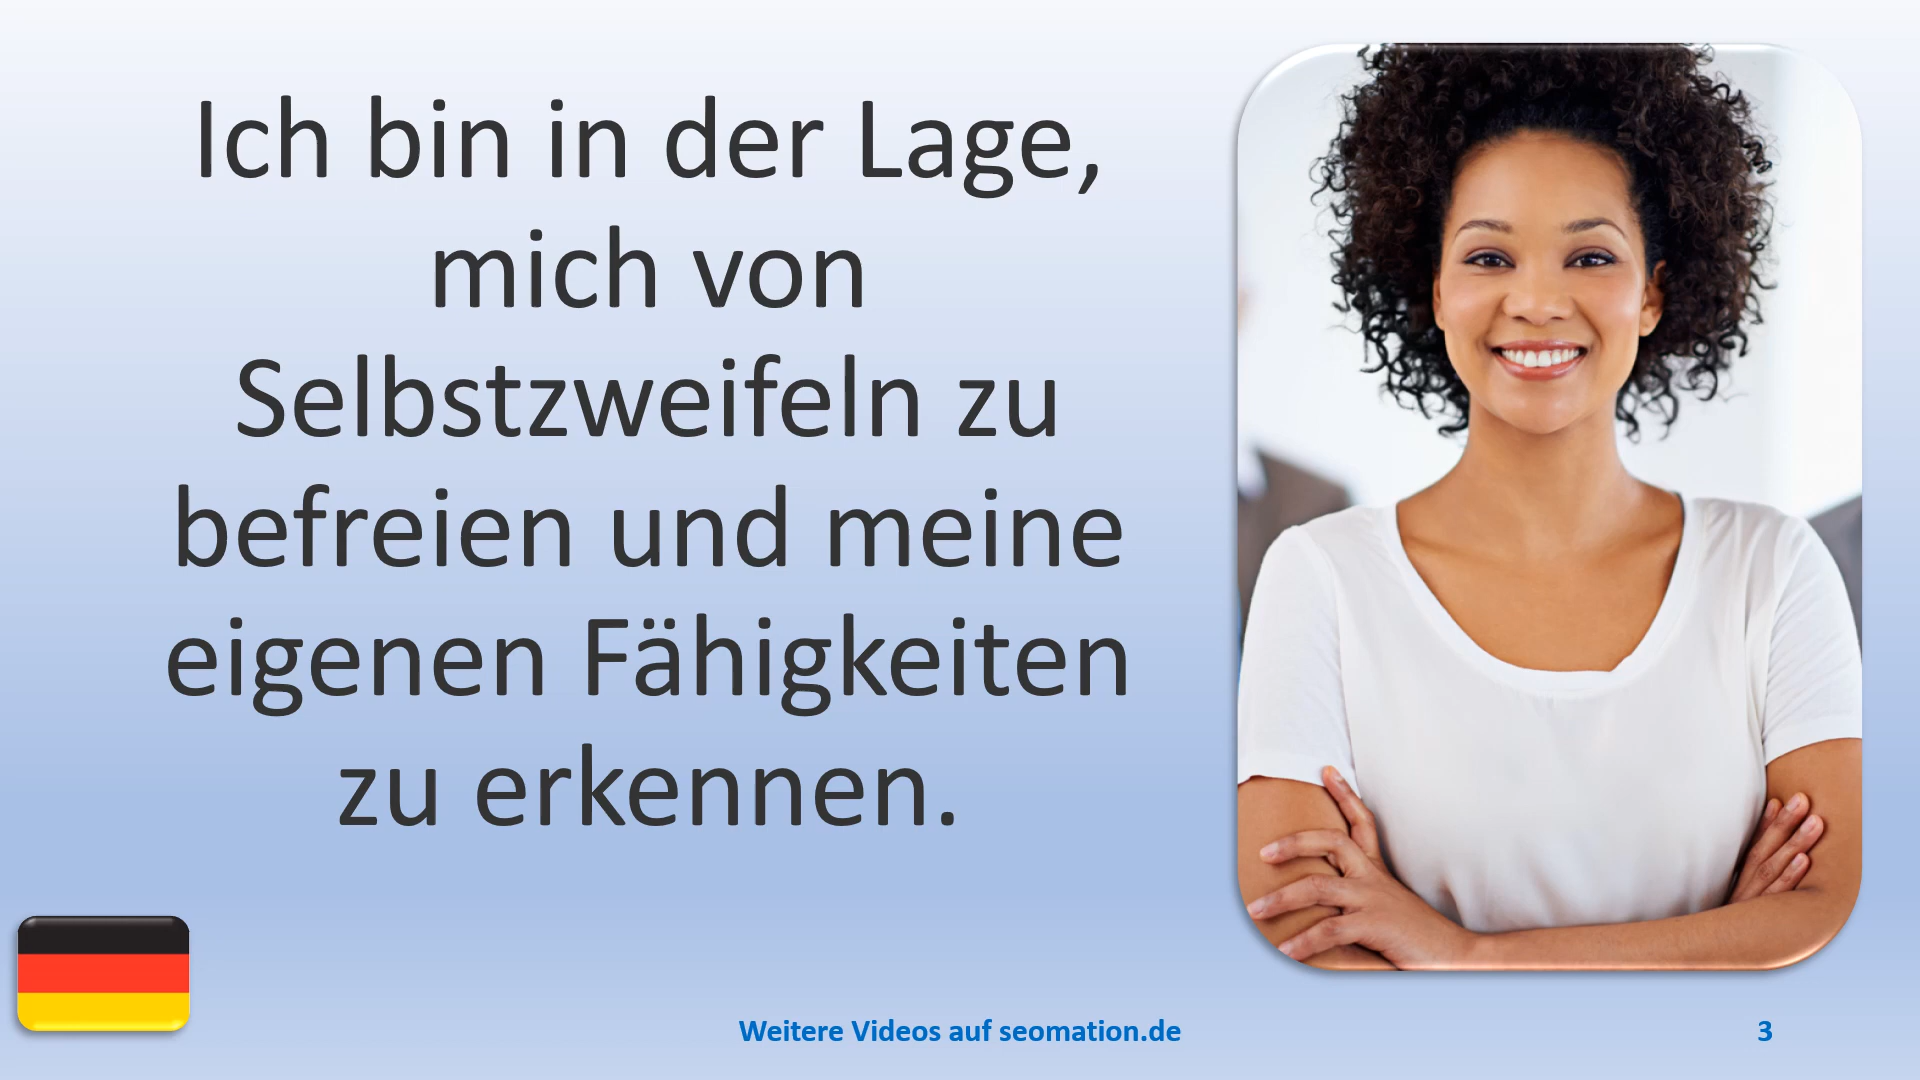 Ich bin in der Lage,
mich von
Selbstzweifeln zu
befreien und meine
eigenen Fähigkeiten
zu erkennen.
Weitere Videos auf seomation.de
3